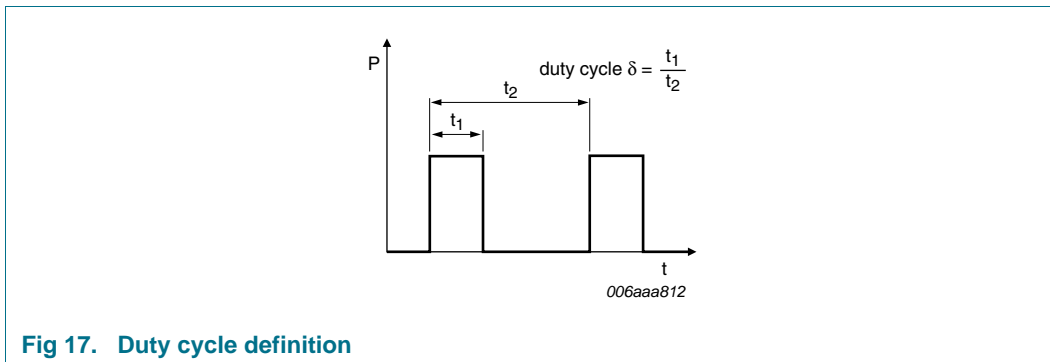 P
duty cycle δ = t1
t2
t2
t1
t
006aaa812
Fig 17. Duty cycle definition